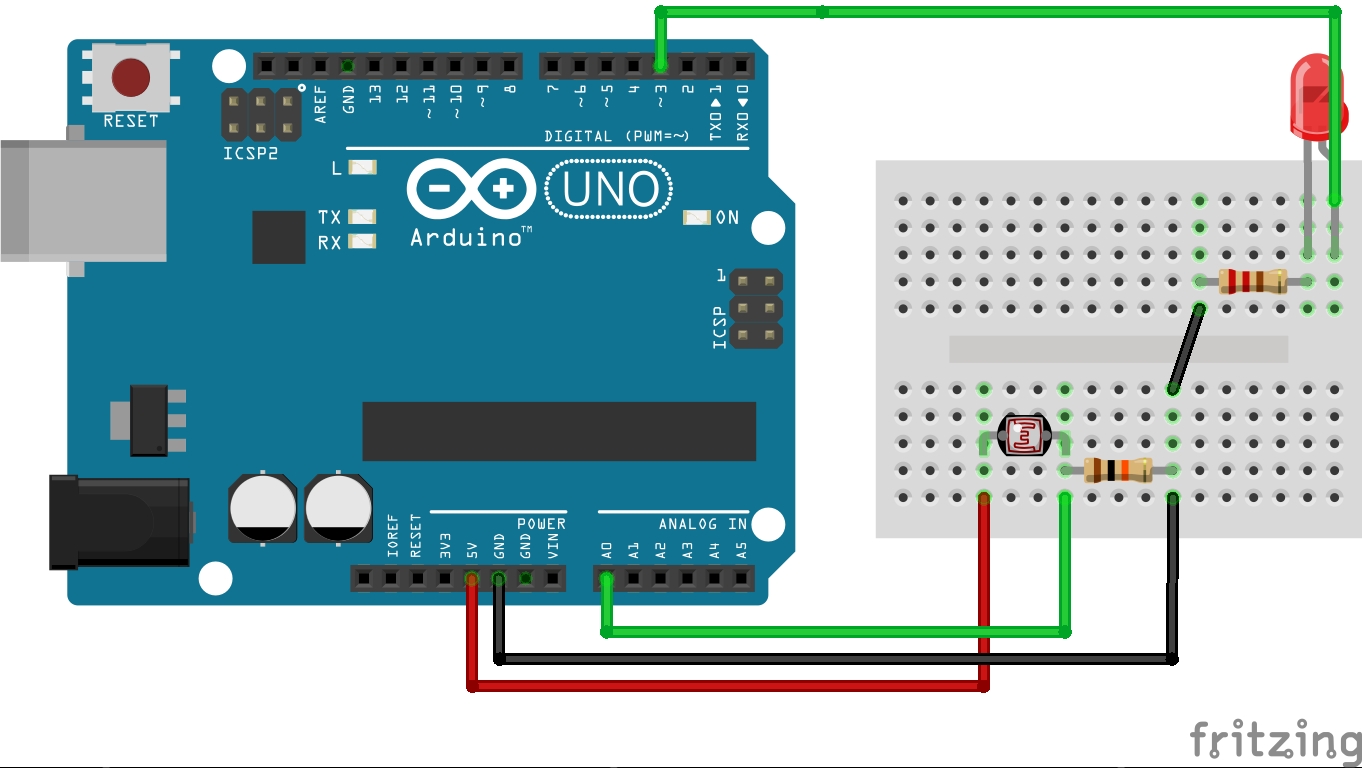 RESET
ICSP2
AREF
GND
13
12
~11
~10
~9
8
7
~6
~5
4
~3
2
TX0▶1
RX0◀0
DIGITAL (PWM=~)
L
TX
RX
UNO
Arduino™
ON
1
ICSP
POWER
ANALOG IN
IOREF
RESET
3V3
5V
GND
GND
VIN
A0
A1
A2
A3
A4
A5
fritzing